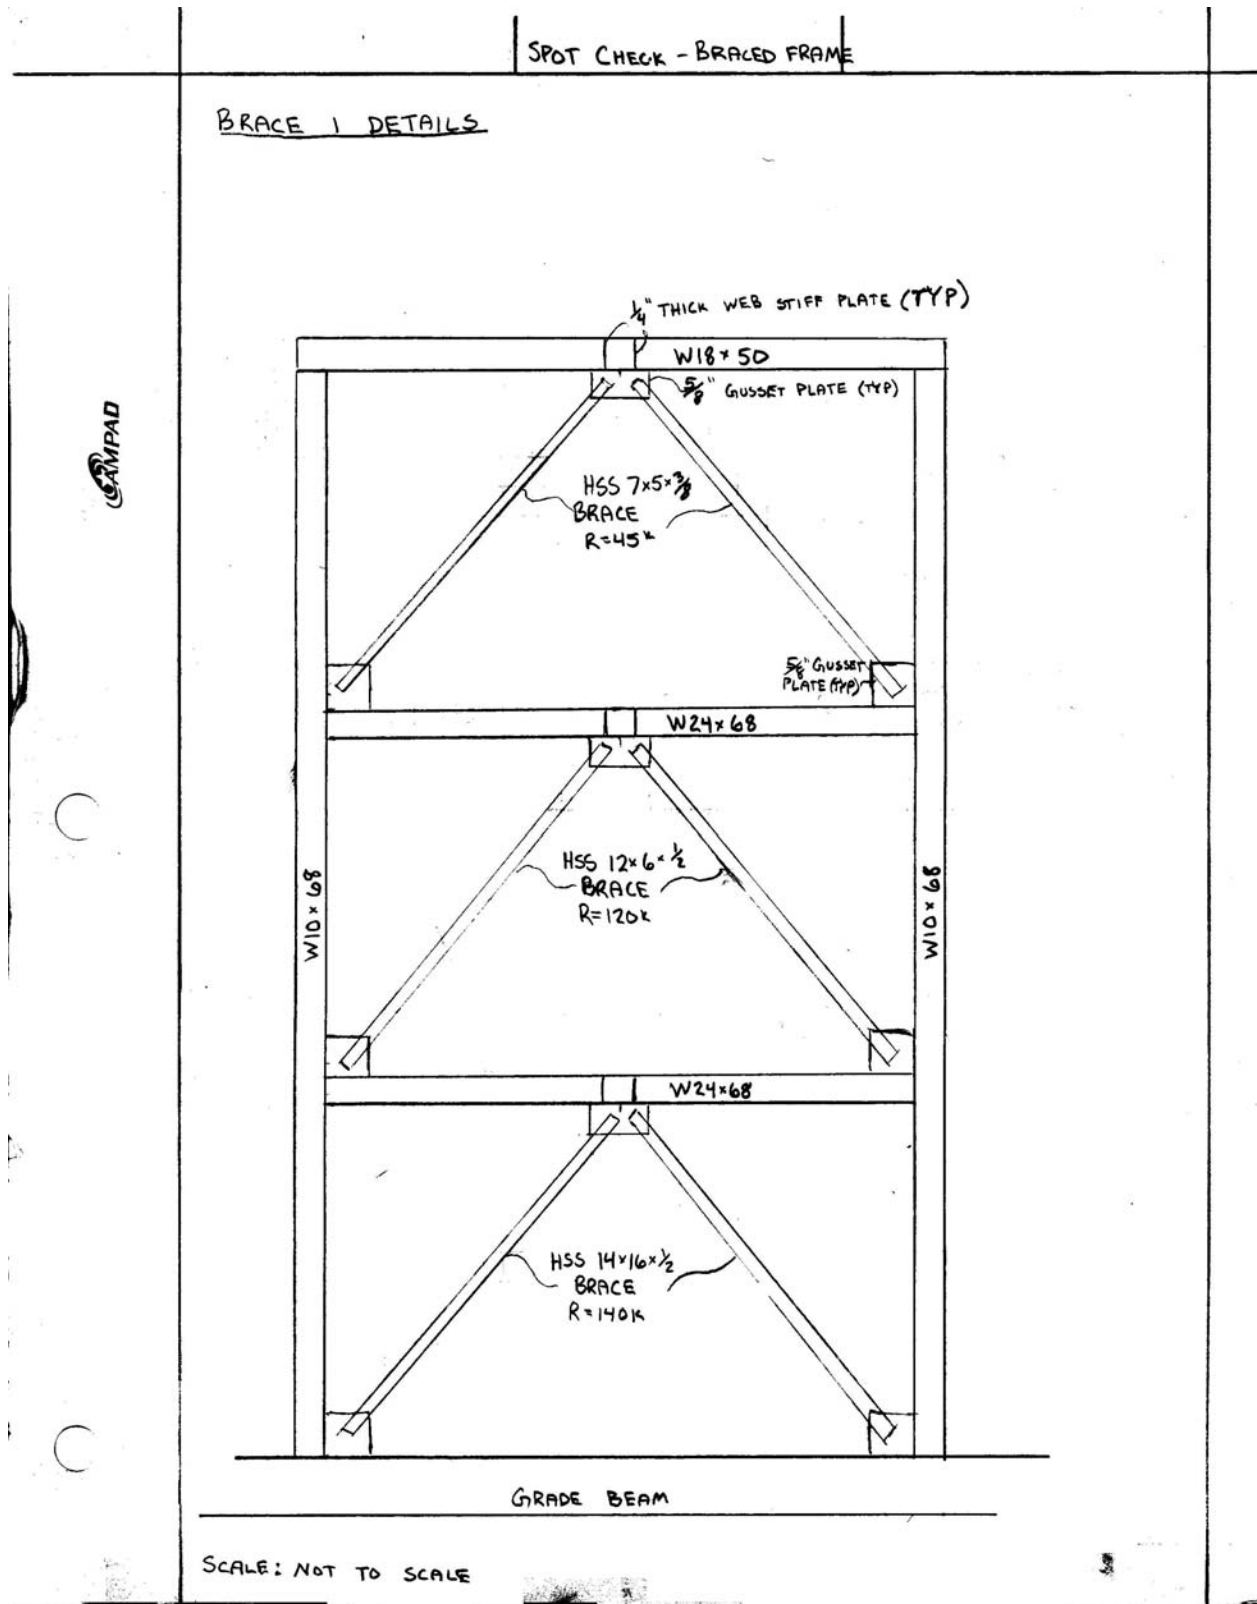 SPOT CHECK - BRACED FRAME
BRACE 1 DETAILS
1/4" THICK WEB STIFF PLATE (TYP)
W18×50
5/8" GUSSET PLATE (TYP)
AMPAD
HSS 7×5×3/8
BRACE
R=45k
5/8" GUSSET
PLATE (TYP)
W24×68
HSS 12×6×1/2
BRACE
R=120k
W10×68
W10×68
W24×68
HSS 14×16×1/2
BRACE
R=140k
GRADE BEAM
SCALE: NOT TO SCALE